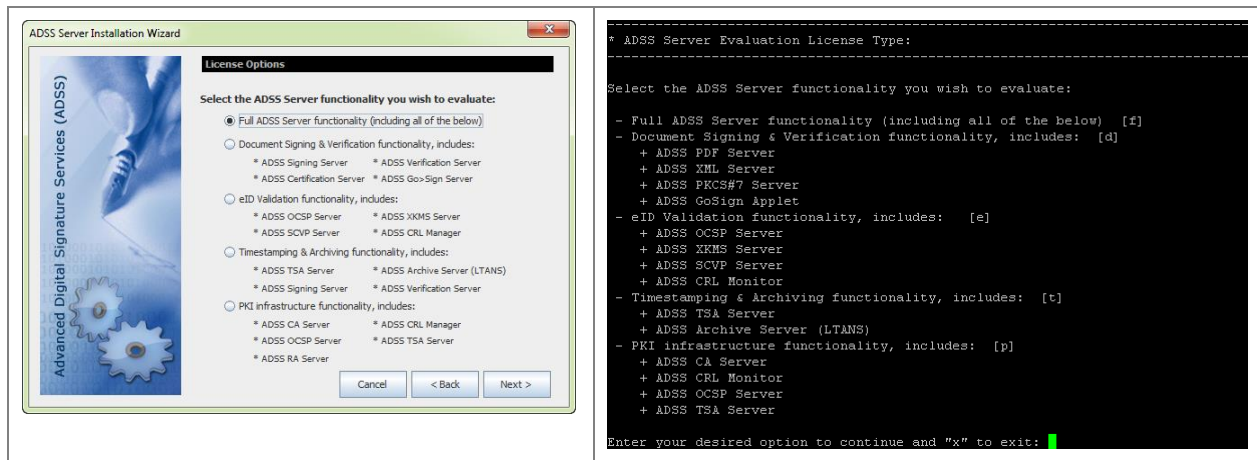 ADSS Server Installation Wizard
Advanced Digital Signature Services (ADSS)
License Options
Select the ADSS Server functionality you wish to evaluate:
Full ADSS Server functionality (including all of the below)
Document Signing & Verification functionality, includes:
* ADSS Signing Server * ADSS Verification Server
* ADSS Certification Server * ADSS Go>Sign Server
eID Validation functionality, includes:
* ADSS OCSP Server * ADSS XKMS Server
* ADSS SCVP Server * ADSS CRL Manager
Timestamping & Archiving functionality, includes:
* ADSS TSA Server * ADSS Archive Server (LTANS)
* ADSS Signing Server * ADSS Verification Server
PKI infrastructure functionality, includes:
* ADSS CA Server * ADSS CRL Manager
* ADSS OCSP Server * ADSS TSA Server
* ADSS RA Server
Cancel < Back Next >
* ADSS Server Evaluation License Type:
Select the ADSS Server functionality you wish to evaluate:
- Full ADSS Server functionality (including all of the below) [f]
- Document Signing & Verification functionality, includes: [d]
+ ADSS PDF Server
+ ADSS XML Server
+ ADSS PKCS#7 Server
+ ADSS GoSign Applet
- eID Validation functionality, includes: [e]
+ ADSS OCSP Server
+ ADSS XKMS Server
+ ADSS SCVP Server
+ ADSS CRL Monitor
- Timestamping & Archiving functionality, includes: [t]
+ ADSS TSA Server
+ ADSS Archive Server (LTANS)
- PKI infrastructure functionality, includes: [p]
+ ADSS CA Server
+ ADSS CRL Monitor
+ ADSS OCSP Server
+ ADSS TSA Server
Enter your desired option to continue and "x" to exit: